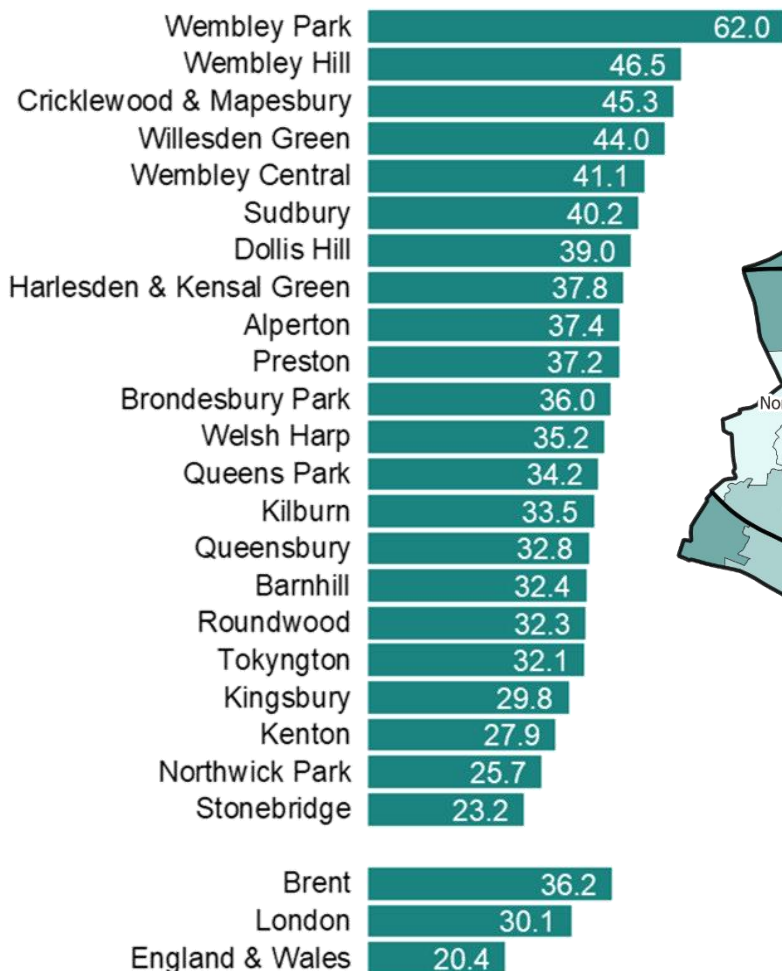 Wembley Park 62.0
Wembley Hill 46.5
Cricklewood & Mapesbury 45.3
Willesden Green 44.0
Wembley Central 41.1
Sudbury 40.2
Dollis Hill 39.0
Harlesden & Kensal Green 37.8
Alperton 37.4
Preston 37.2
Brondesbury Park 36.0
Welsh Harp 35.2
Queens Park 34.2
Kilburn 33.5
Queensbury 32.8
Barnhill 32.4
Roundwood 32.3
Tokyngton 32.1
Kingsbury 29.8
Kenton 27.9
Northwick Park 25.7
Stonebridge 23.2
Brent 36.2
London 30.1
England & Wales 20.4